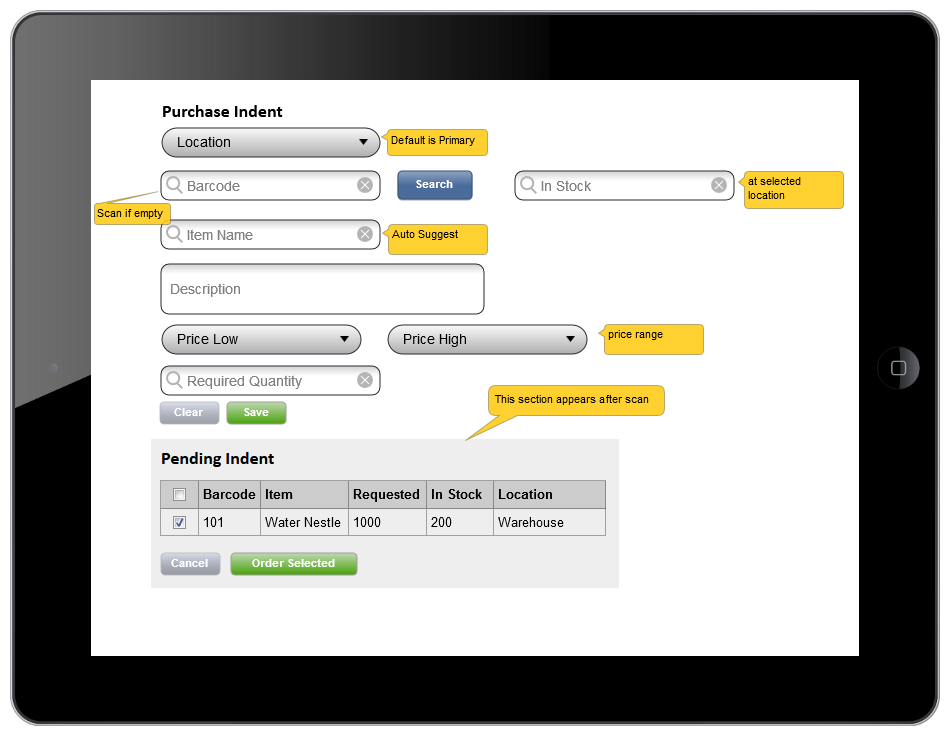 Purchase Indent
Location
Default is Primary
Barcode
Search
In Stock
at selected
location
Scan if empty
Item Name
Auto Suggest
Description
Price Low
Price High
price range
Required Quantity
This section appears after scan
Clear
Save
Pending Indent
Barcode Item Requested In Stock Location
101 Water Nestle 1000 200 Warehouse
Cancel
Order Selected